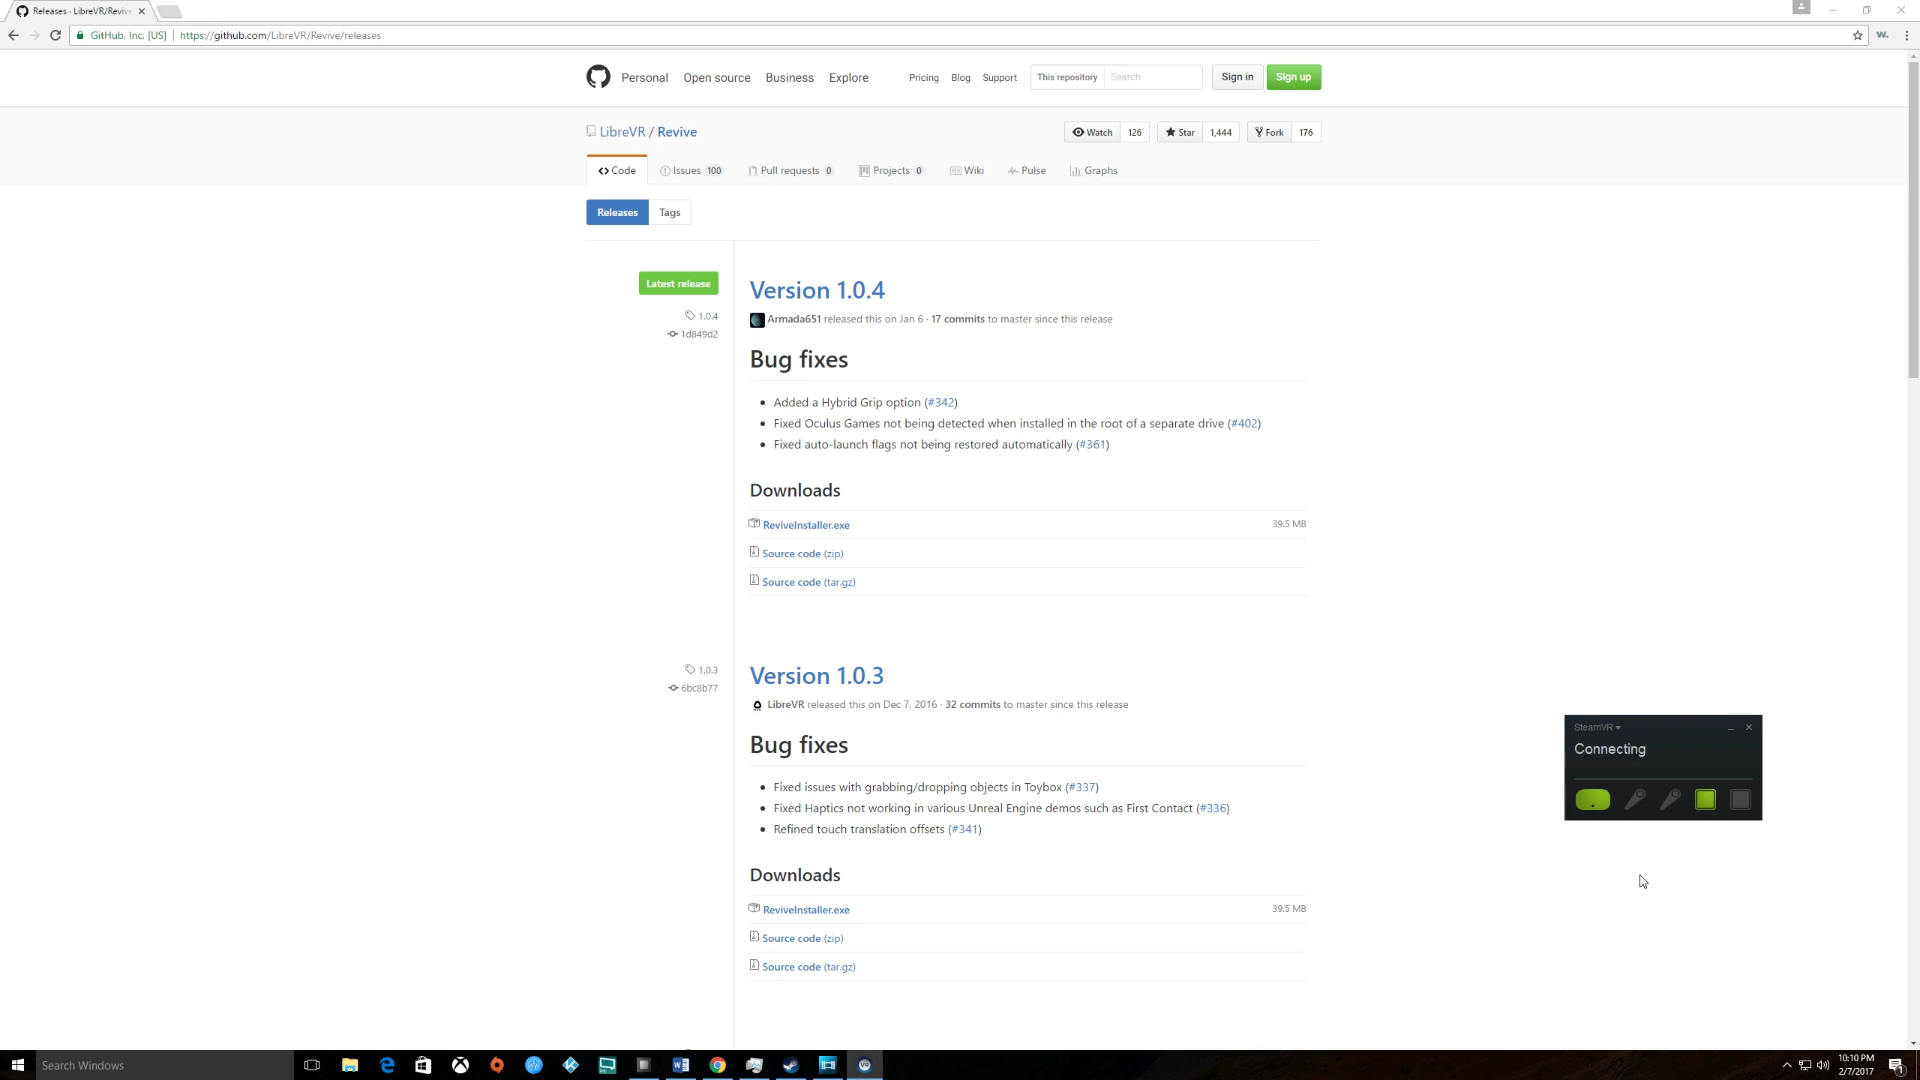 Releases · LibreVR/Reviv
GitHub, Inc. [US] | https://github.com/LibreVR/Revive/releases
Personal Open source Business Explore Pricing Blog Support This repository Search Sign in Sign up
LibreVR / Revive
Watch 126 Star 1,444 Fork 176
Code Issues 100 Pull requests 0 Projects 0 Wiki Pulse Graphs
Releases Tags
Latest release
1.0.4
1d849d2
Version 1.0.4
Armada651 released this on Jan 6 · 17 commits to master since this release
Bug fixes
• Added a Hybrid Grip option (#342)
• Fixed Oculus Games not being detected when installed in the root of a separate drive (#402)
• Fixed auto-launch flags not being restored automatically (#361)
Downloads
ReviveInstaller.exe 39.5 MB
Source code (zip)
Source code (tar.gz)
1.0.3
6bc8b77
Version 1.0.3
LibreVR released this on Dec 7, 2016 · 32 commits to master since this release
Bug fixes
• Fixed issues with grabbing/dropping objects in Toybox (#337)
• Fixed Haptics not working in various Unreal Engine demos such as First Contact (#336)
• Refined touch translation offsets (#341)
Downloads
ReviveInstaller.exe 39.5 MB
Source code (zip)
Source code (tar.gz)
SteamVR
Connecting
Search Windows
10:10 PM
2/7/2017